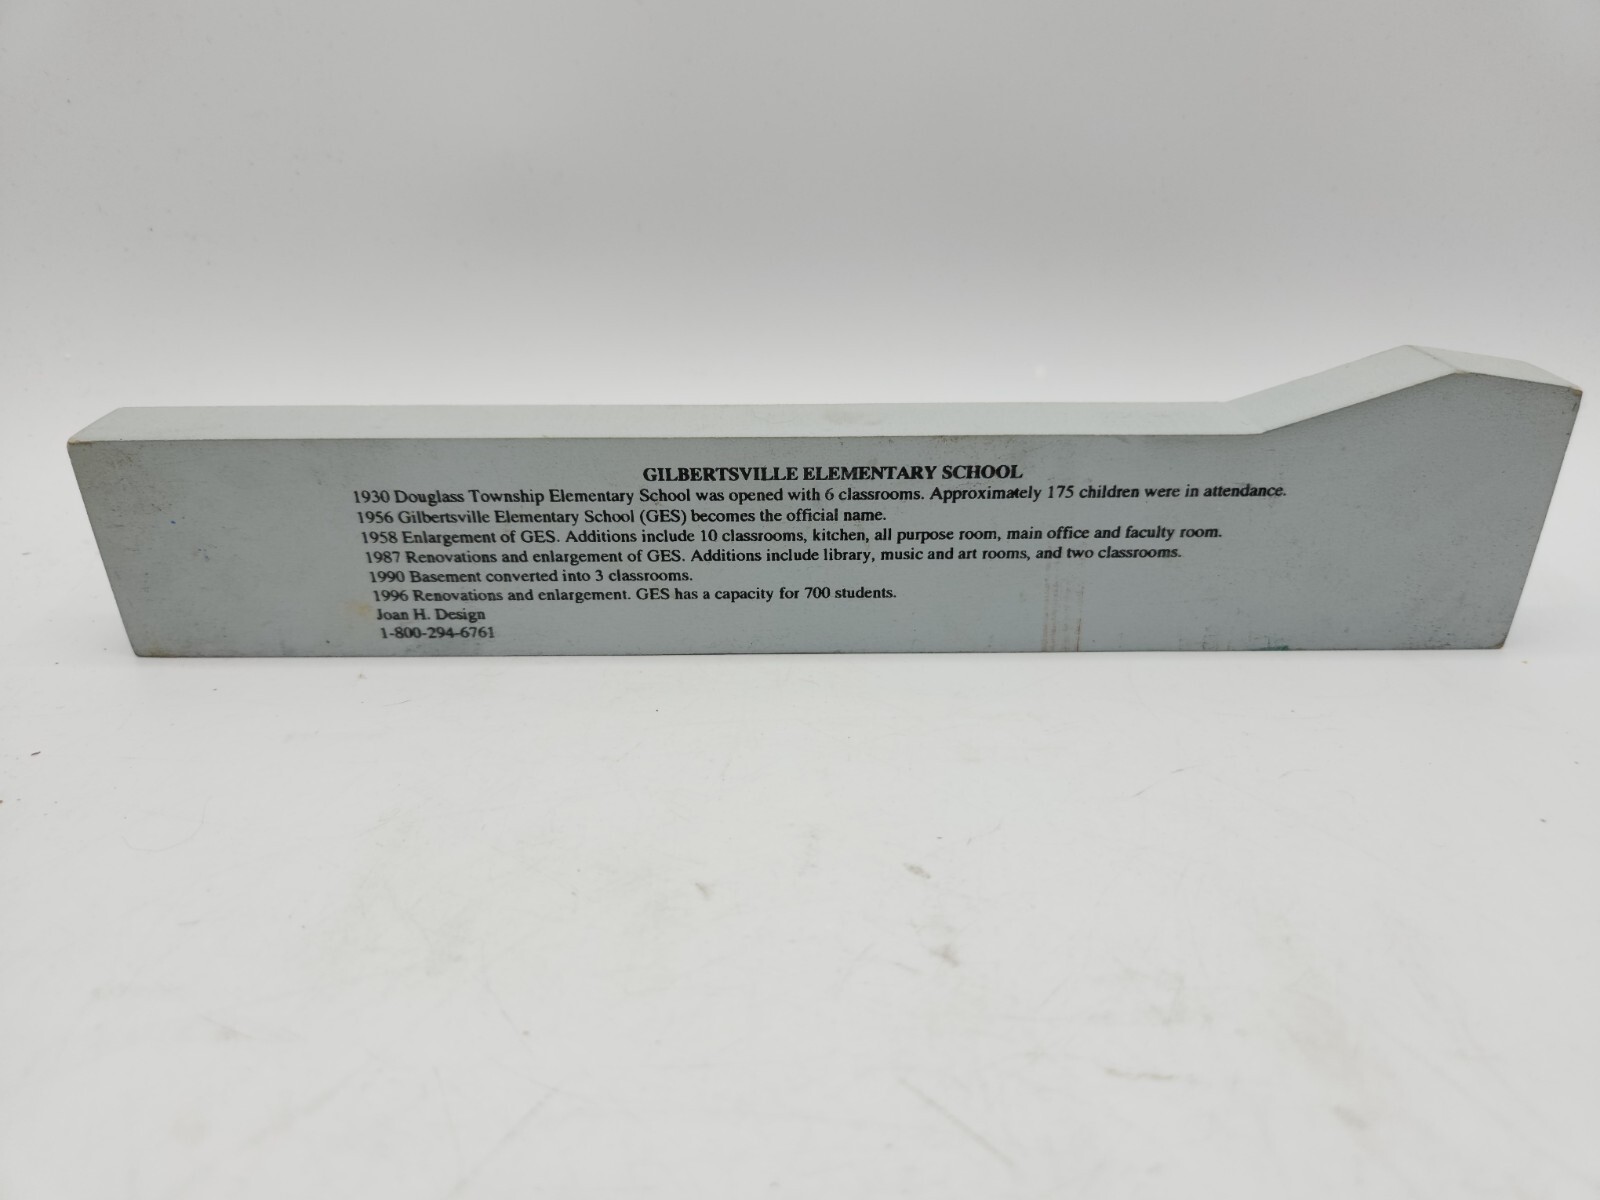 GILBERTSVILLE ELEMENTARY SCHOOL
1930 Douglass Township Elementary School was opened with 6 classrooms. Approximately 175 children were in attendance.
1956 Gilbertsville Elementary School (GES) becomes the official name.
1958 Enlargement of GES. Additions include 10 classrooms, kitchen, all purpose room, main office and faculty room.
1987 Renovations and enlargement of GES. Additions include library, music and art rooms, and two classrooms.
1990 Basement converted into 3 classrooms.
1996 Renovations and enlargement. GES has a capacity for 700 students.
Joan H. Design
1-800-294-6761